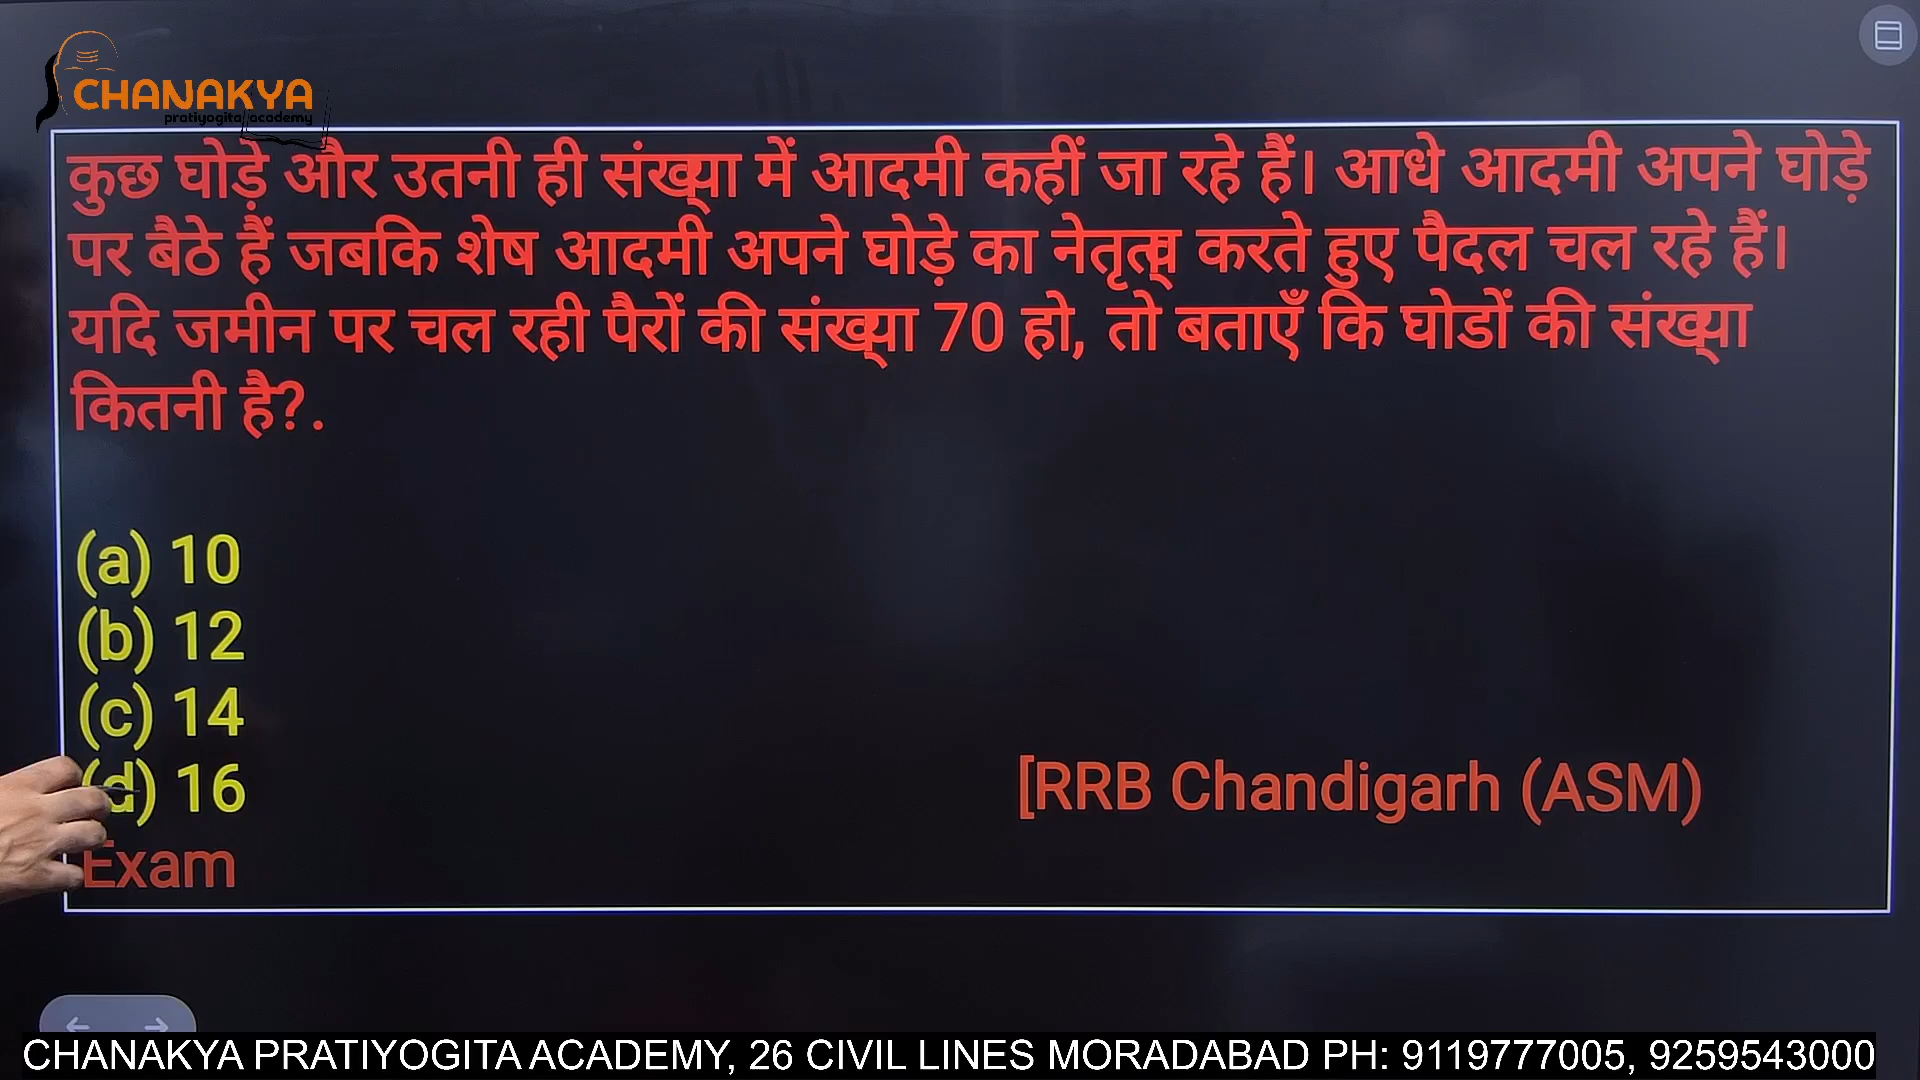 CHANAKYA
pratiyogita academy
कुछ घोड़े और उतनी ही संख्या में आदमी कहीं जा रहे हैं। आधे आदमी अपने घोड़े
पर बैठे हैं जबकि शेष आदमी अपने घोड़े का नेतृत्व करते हुए पैदल चल रहे हैं।
यदि जमीन पर चल रही पैरों की संख्या 70 हो, तो बताएँ कि घोडों की संख्या
कितनी है?.
(a) 10
(b) 12
(c) 14
(d) 16
[RRB Chandigarh (ASM)
Exam
CHANAKYA PRATIYOGITA ACADEMY, 26 CIVIL LINES MORADABAD PH: 9119777005, 9259543000